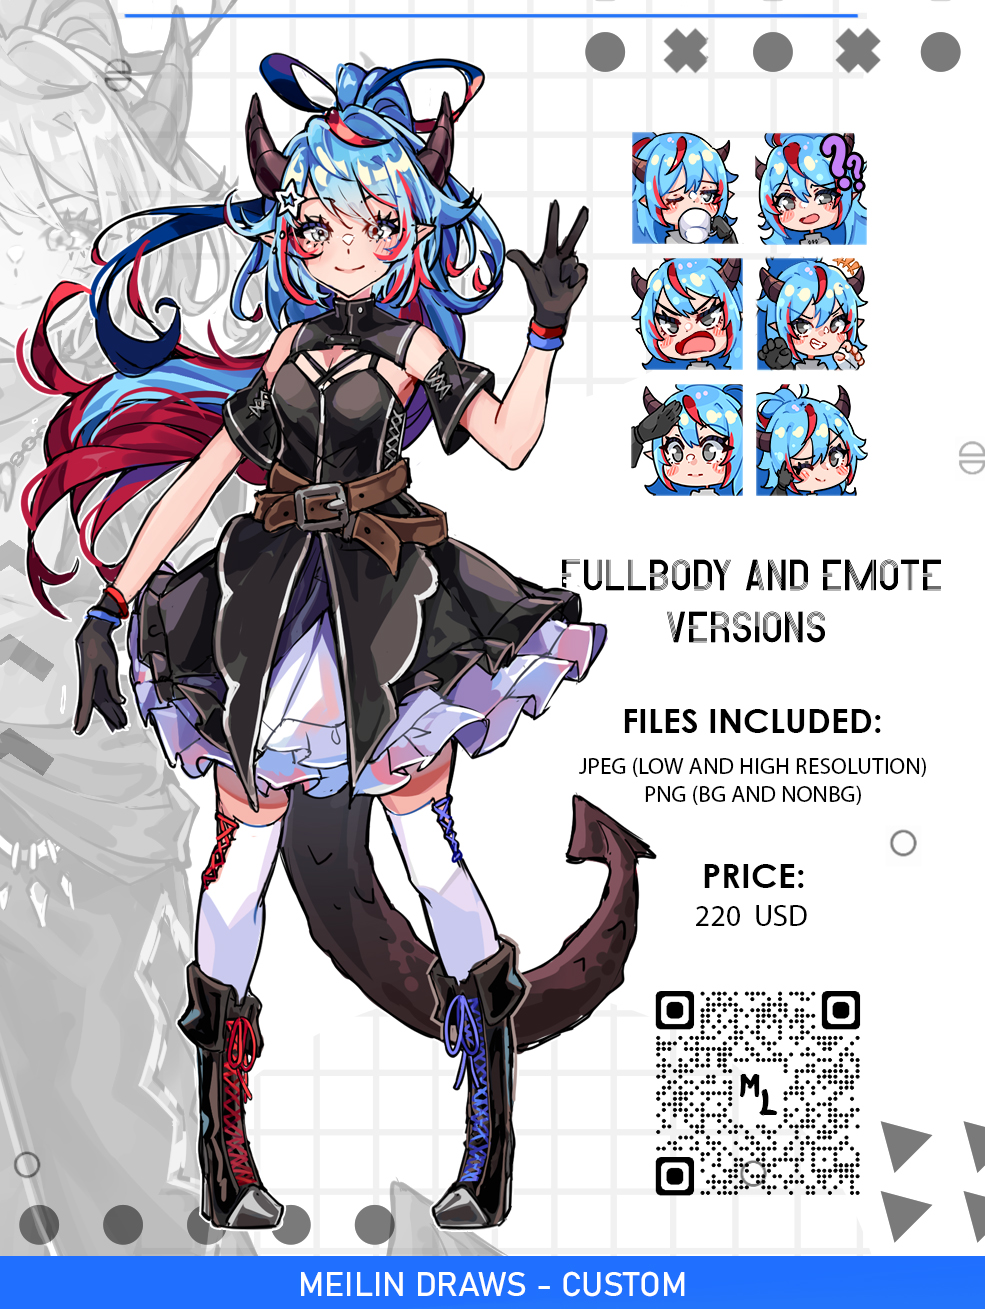 ??
FULLBODY AND EMOTE
VERSIONS
FILES INCLUDED:
JPEG (LOW AND HIGH RESOLUTION)
PNG (BG AND NONBG)
PRICE:
220 USD
ML
MEILIN DRAWS - CUSTOM